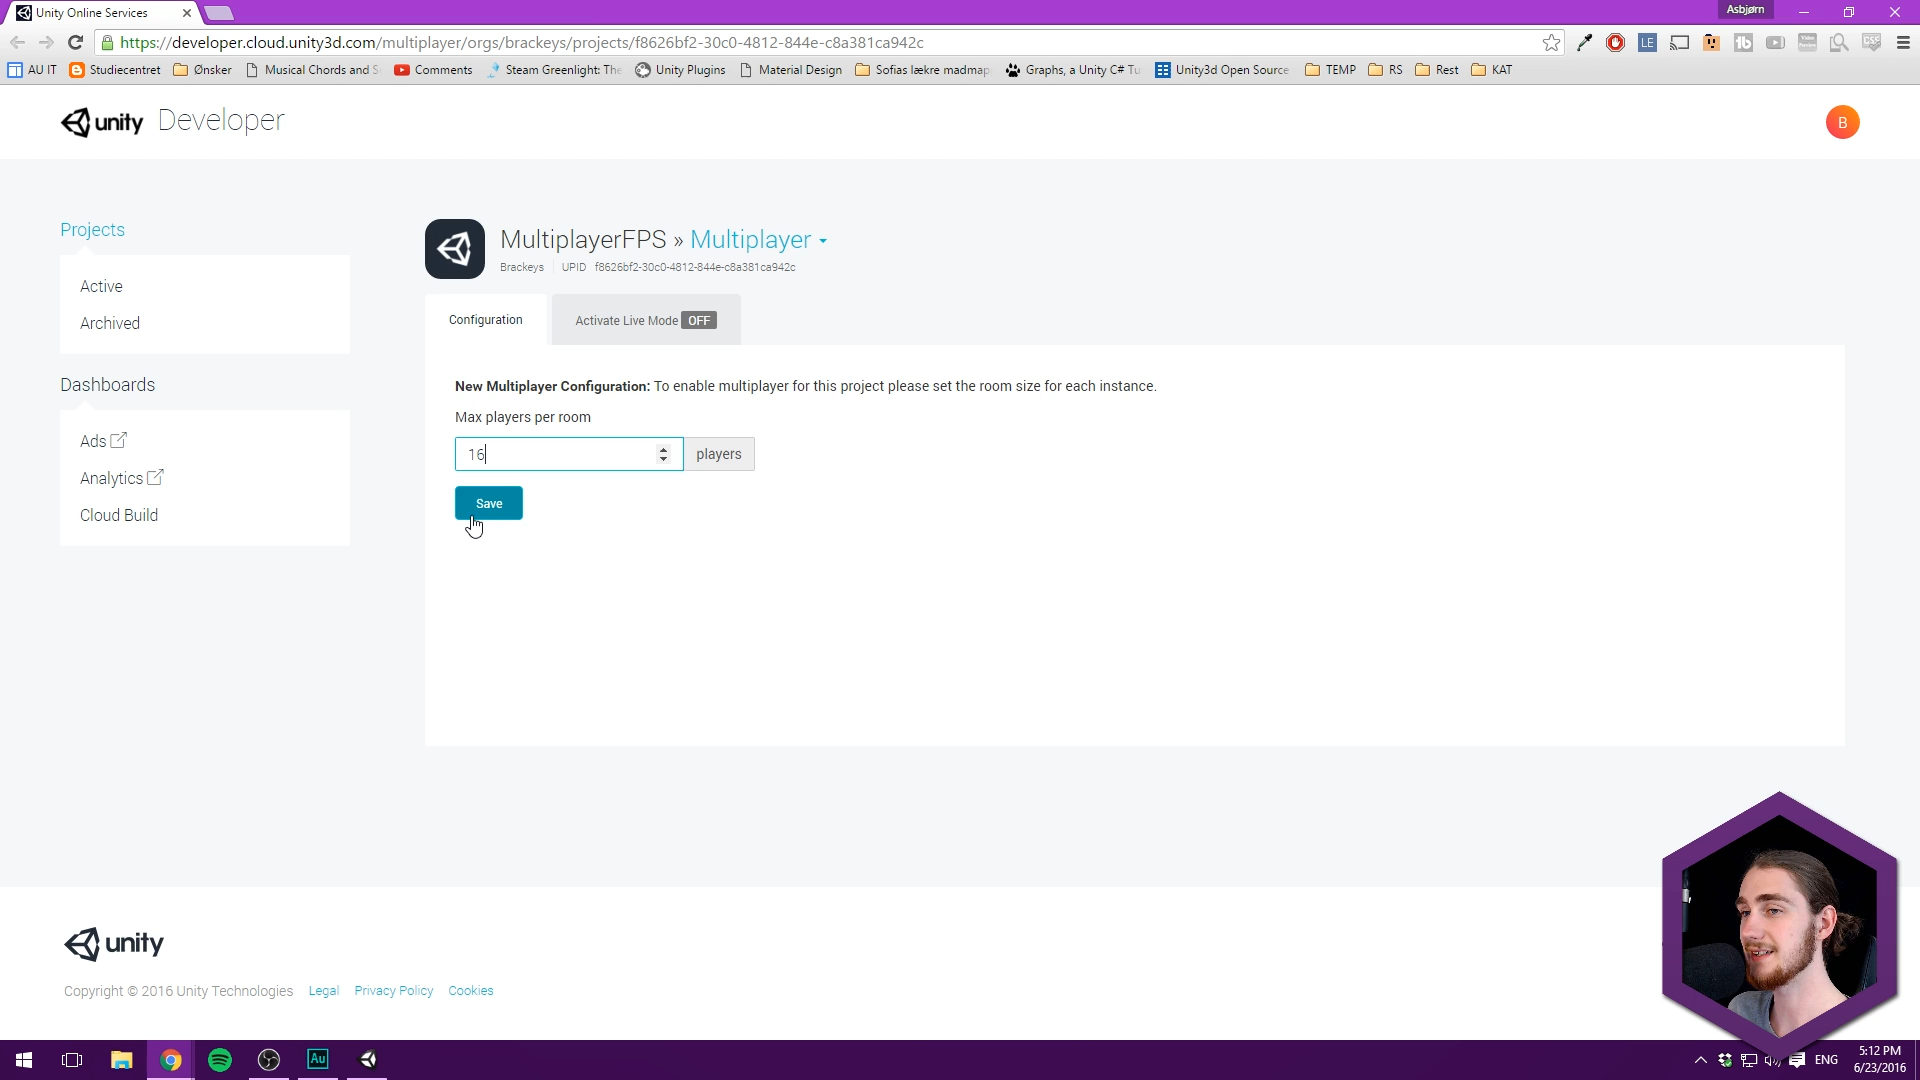 Unity Online Services
Asbjørn
https://developer.cloud.unity3d.com/multiplayer/orgs/brackeys/projects/f8626bf2-30c0-4812-844e-c8a381ca942c
LE
AU IT
Studiecentret
Ønsker
Musical Chords and S
Comments
Steam Greenlight: The
Unity Plugins
Material Design
Sofias lækre madmap
Graphs, a Unity C# Tu
Unity3d Open Source
TEMP
RS
Rest
KAT
unity Developer
B
Projects
Active
Archived
Dashboards
Ads
Analytics
Cloud Build
MultiplayerFPS » Multiplayer
Brackeys UPID f8626bf2-30c0-4812-844e-c8a381ca942c
Configuration
Activate Live Mode OFF
New Multiplayer Configuration: To enable multiplayer for this project please set the room size for each instance.
Max players per room
16 players
Save
unity
Copyright © 2016 Unity Technologies Legal Privacy Policy Cookies
Au
ENG
5:12 PM
6/23/2016